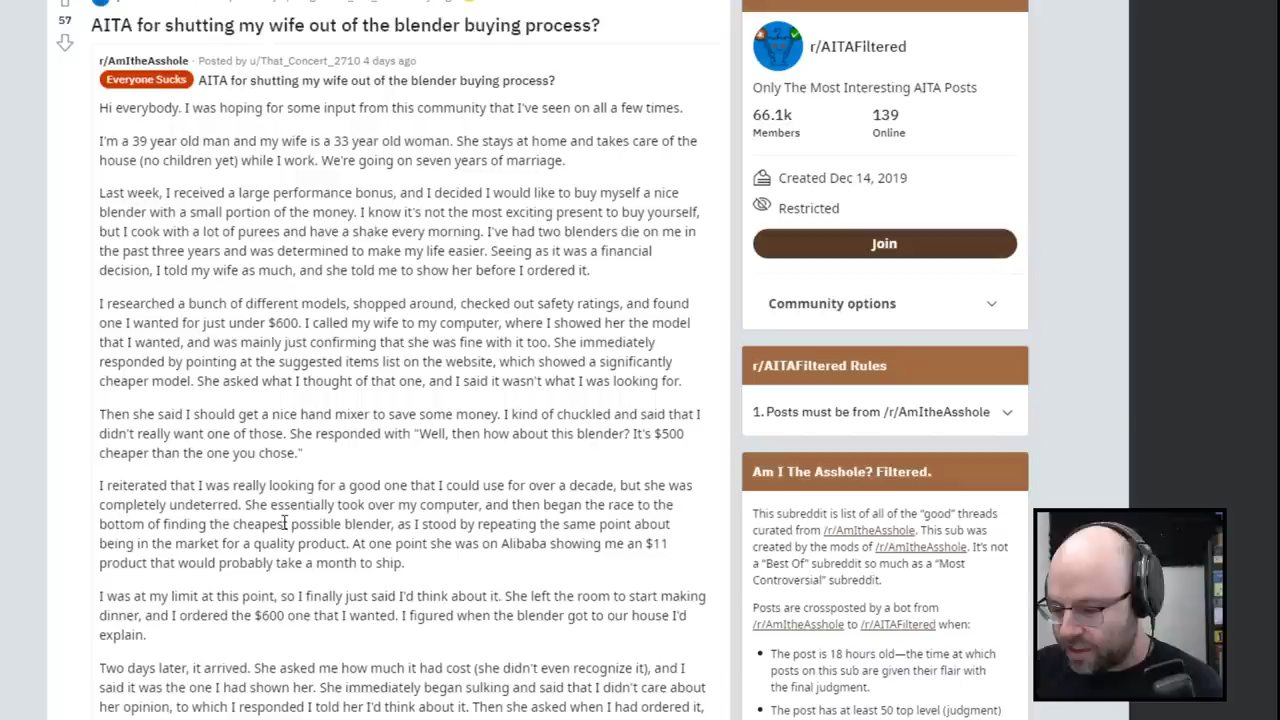 57
AITA for shutting my wife out of the blender buying process?
r/AmItheAsshole · Posted by u/That_Concert_2710 4 days ago
Everyone Sucks AITA for shutting my wife out of the blender buying process?
Hi everybody. I was hoping for some input from this community that I've seen on all a few times.
I'm a 39 year old man and my wife is a 33 year old woman. She stays at home and takes care of the
house (no children yet) while I work. We're going on seven years of marriage.
Last week, I received a large performance bonus, and I decided I would like to buy myself a nice
blender with a small portion of the money. I know it's not the most exciting present to buy yourself,
but I cook with a lot of purees and have a shake every morning. I've had two blenders die on me in
the past three years and was determined to make my life easier. Seeing as it was a financial
decision, I told my wife as much, and she told me to show her before I ordered it.
I researched a bunch of different models, shopped around, checked out safety ratings, and found
one I wanted for just under $600. I called my wife to my computer, where I showed her the model
that I wanted, and was mainly just confirming that she was fine with it too. She immediately
responded by pointing at the suggested items list on the website, which showed a significantly
cheaper model. She asked what I thought of that one, and I said it wasn't what I was looking for.
Then she said I should get a nice hand mixer to save some money. I kind of chuckled and said that I
didn't really want one of those. She responded with "Well, then how about this blender? It's $500
cheaper than the one you chose."
I reiterated that I was really looking for a good one that I could use for over a decade, but she was
completely undeterred. She essentially took over my computer, and then began the race to the
bottom of finding the cheapest possible blender, as I stood by repeating the same point about
being in the market for a quality product. At one point she was on Alibaba showing me an $11
product that would probably take a month to ship.
I was at my limit at this point, so I finally just said I'd think about it. She left the room to start making
dinner, and I ordered the $600 one that I wanted. I figured when the blender got to our house I'd
explain.
Two days later, it arrived. She asked me how much it had cost (she didn't even recognize it), and I
said it was the one I had shown her. She immediately began sulking and said that I didn't care about
her opinion, to which I responded I told her I'd think about it. Then she asked when I had ordered it,
r/AITAFiltered
Only The Most Interesting AITA Posts
66.1k 139
Members Online
Created Dec 14, 2019
Restricted
Join
Community options
r/AITAFiltered Rules
1. Posts must be from /r/AmItheAsshole
Am I The Asshole? Filtered.
This subreddit is list of all of the "good" threads
curated from /r/AmItheAsshole. This sub was
created by the mods of /r/AmItheAsshole. It's not
a "Best Of" subreddit so much as a "Most
Controversial" subreddit.
Posts are crossposted by a bot from
/r/AmItheAsshole to /r/AITAFiltered when:
• The post is 18 hours old—the time at which
posts on this sub are given their flair with
the final judgment.
• The post has at least 50 top level (judgment)